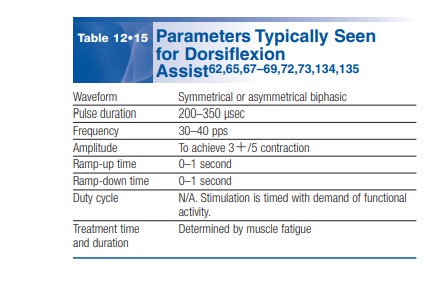 Table 12•15 Parameters Typically Seen
for Dorsiflexion
Assist62,65,67–69,72,73,134,135
Waveform Symmetrical or asymmetrical biphasic
Pulse duration 200–350 μsec
Frequency 30–40 pps
Amplitude To achieve 3+/5 contraction
Ramp-up time 0–1 second
Ramp-down time 0–1 second
Duty cycle N/A. Stimulation is timed with demand of functional
activity.
Treatment time Determined by muscle fatigue
and duration